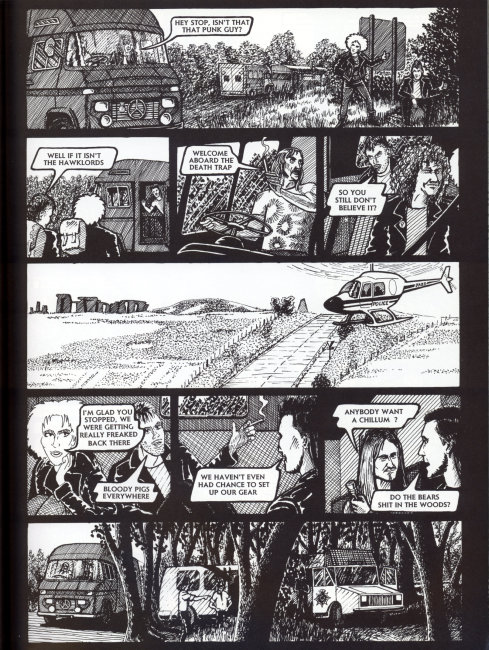 HEY STOP, ISN'T THAT
THAT PUNK GUY?
WELL IF IT ISN'T
THE HAWKLORDS
WELCOME
ABOARD THE
DEATH TRAP
SO YOU
STILL DON'T
BELIEVE IT?
POLICE
I'M GLAD YOU
STOPPED, WE
WERE GETTING
REALLY FREAKED
BACK THERE
BLOODY PIGS
EVERYWHERE
WE HAVEN'T EVEN
HAD CHANCE TO SET
UP OUR GEAR
ANYBODY WANT
A CHILLUM ?
DO THE BEARS
SHIT IN THE WOODS?